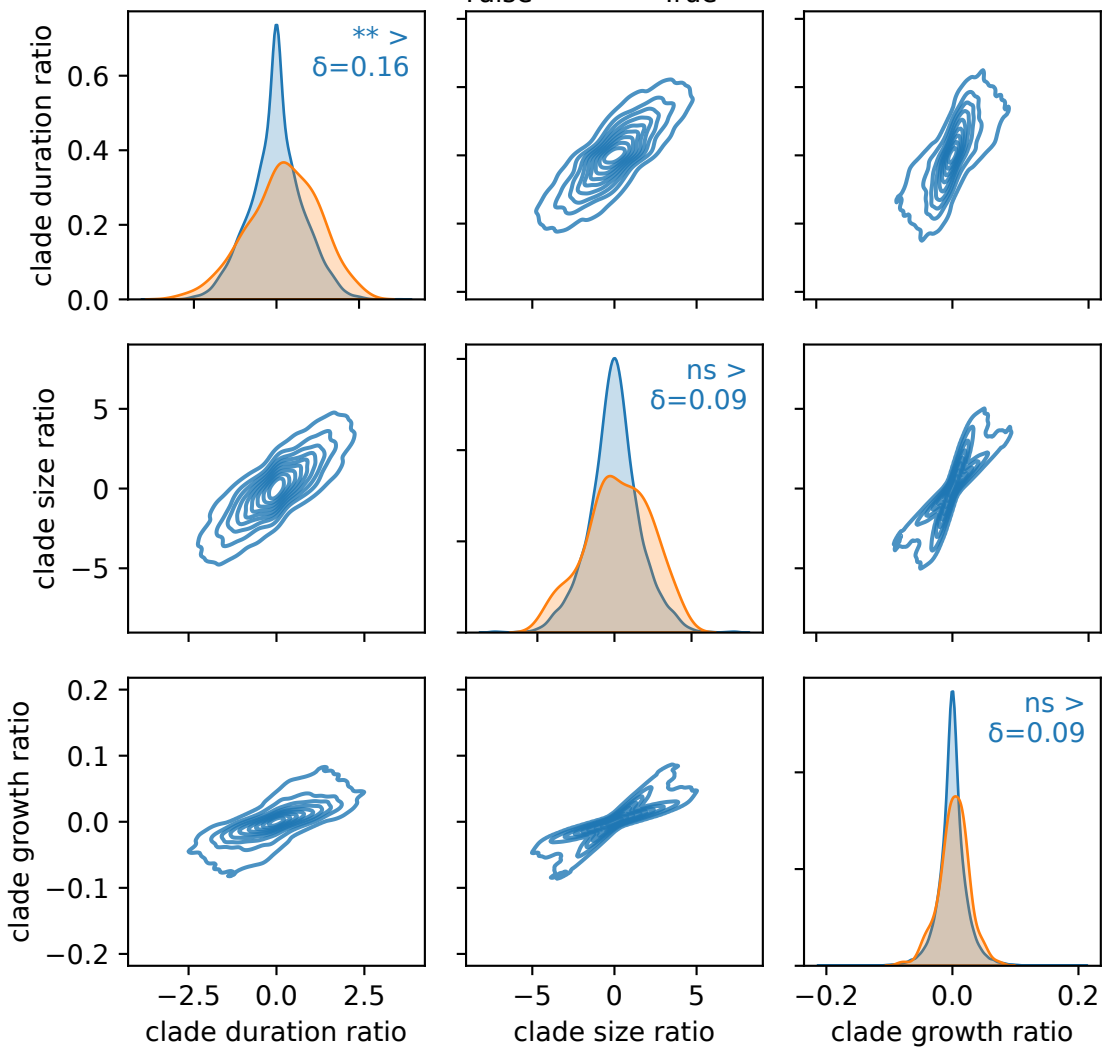 False True
clade duration ratio
0.6
0.4
0.2
0.0
** >
δ=0.16
clade size ratio
5
0
−5
ns >
δ=0.09
clade growth ratio
0.2
0.1
0.0
−0.1
−0.2
ns >
δ=0.09
−2.5 0.0 2.5
clade duration ratio
−5 0 5
clade size ratio
−0.2 0.0 0.2
clade growth ratio